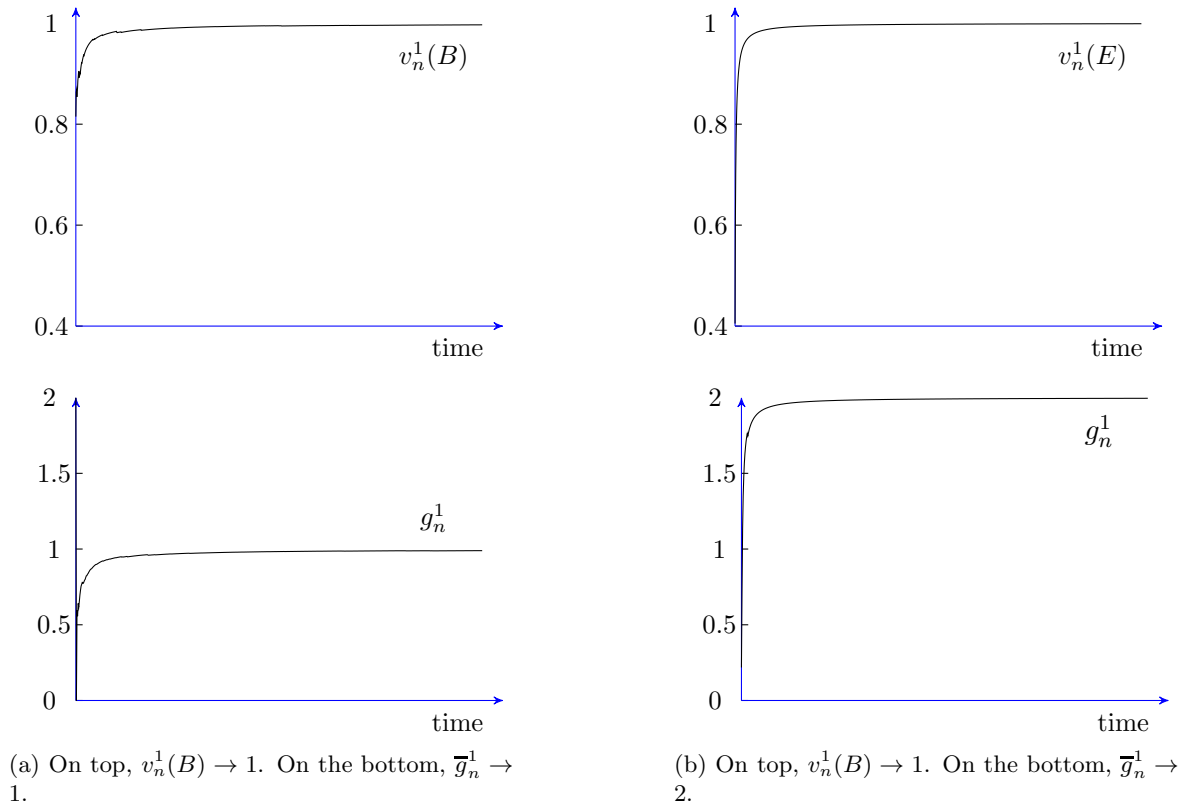 1
0.8
0.6
0.4
v_n^1(B)
time
1
0.8
0.6
0.4
v_n^1(E)
time
2
1.5
1
0.5
0
g_n^1
time
2
1.5
1
0.5
0
g_n^1
time
(a) On top, v_n^1(B) → 1. On the bottom, \overline{g}_n^1 →
1.
(b) On top, v_n^1(B) → 1. On the bottom, \overline{g}_n^1 →
2.